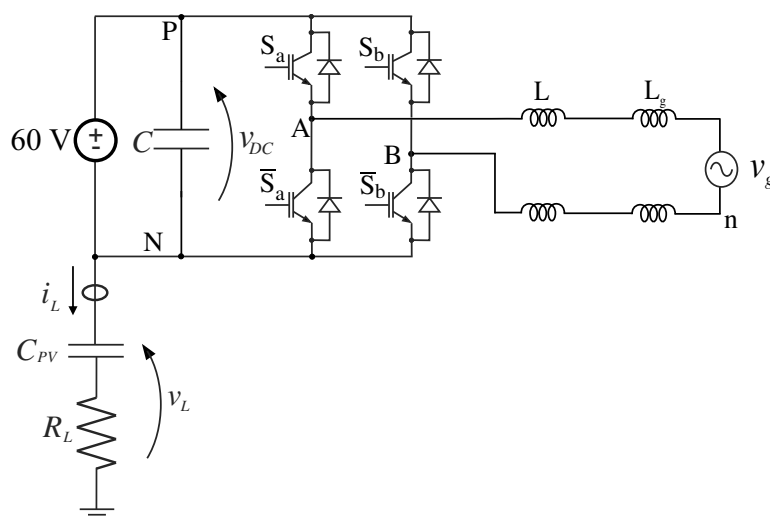 P
S_a
S_b
60 V
+
-
C
v_DC
A
B
L
L_g
v_g
n
S̅_a
S̅_b
N
i_L
C_PV
v_L
R_L